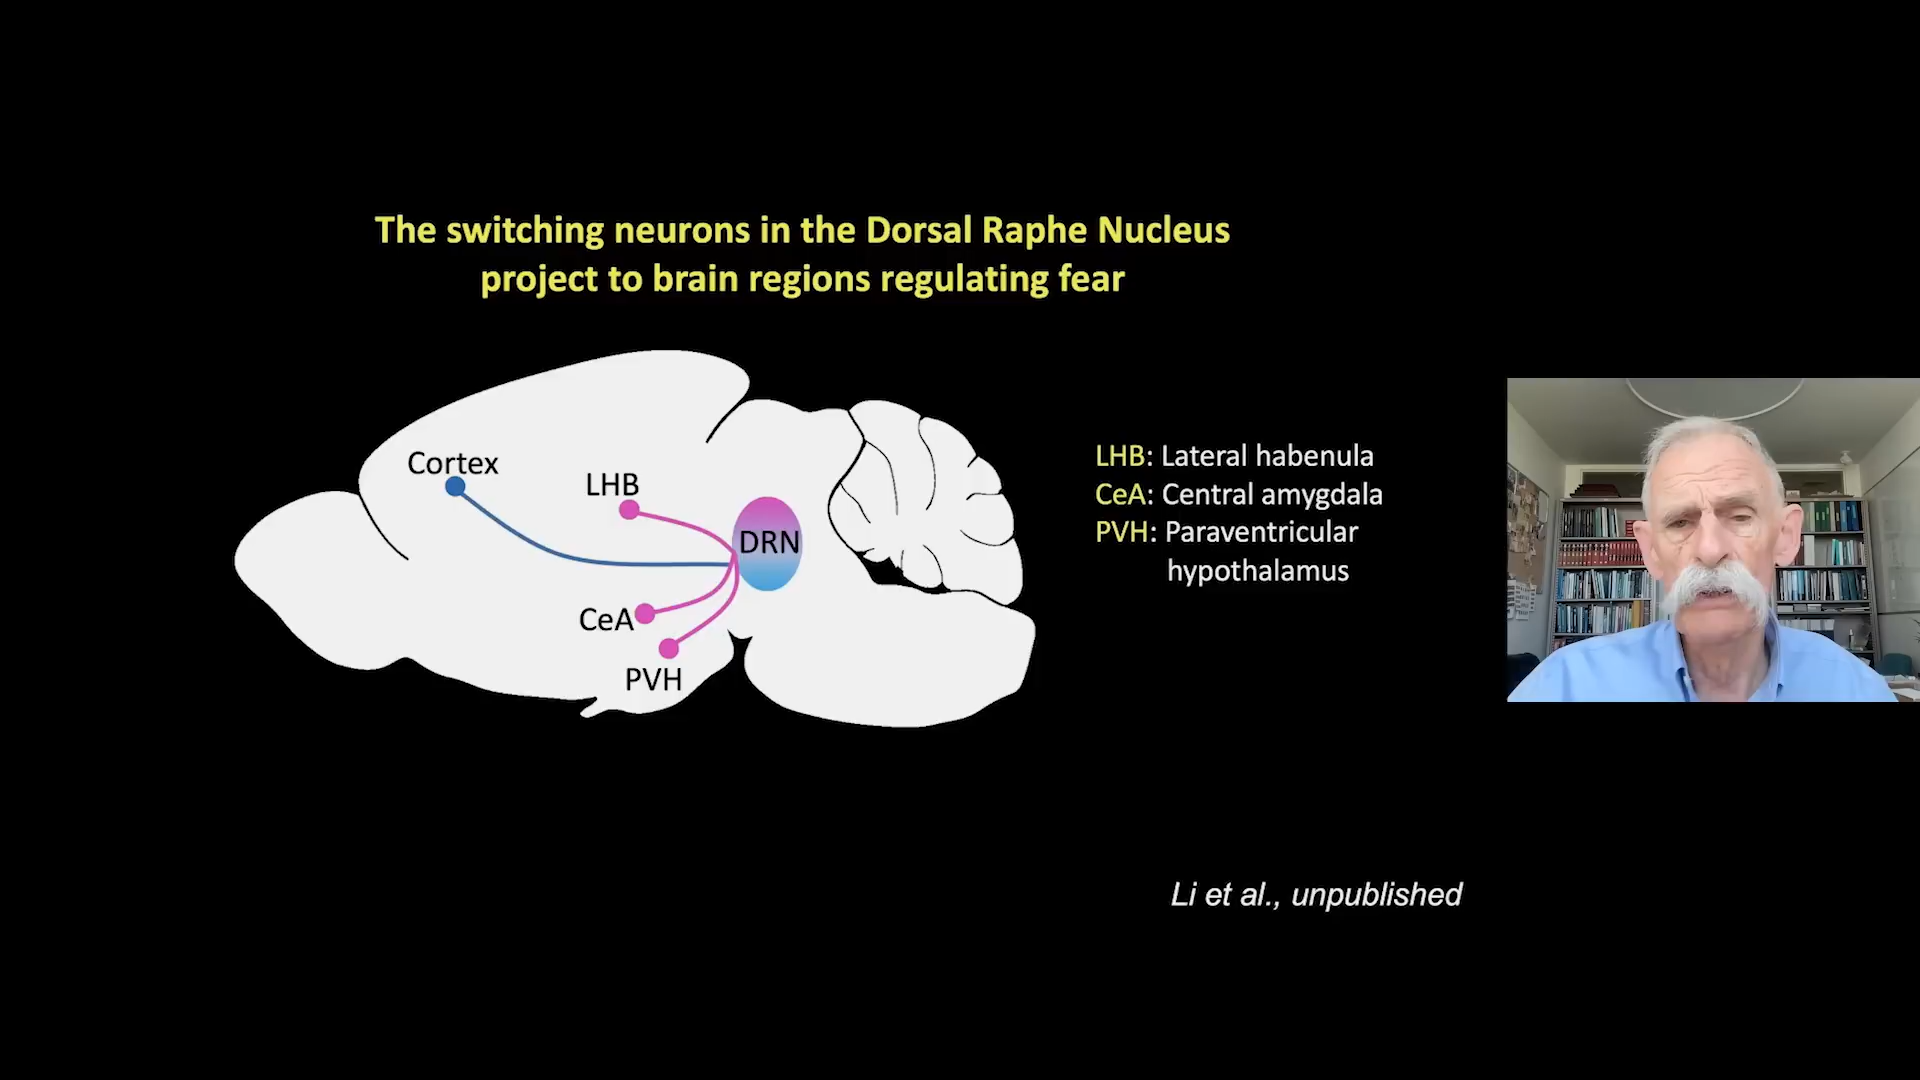 The switching neurons in the Dorsal Raphe Nucleus
project to brain regions regulating fear
Cortex
LHB
DRN
CeA
PVH
LHB: Lateral habenula
CeA: Central amygdala
PVH: Paraventricular
hypothalamus
Li et al., unpublished